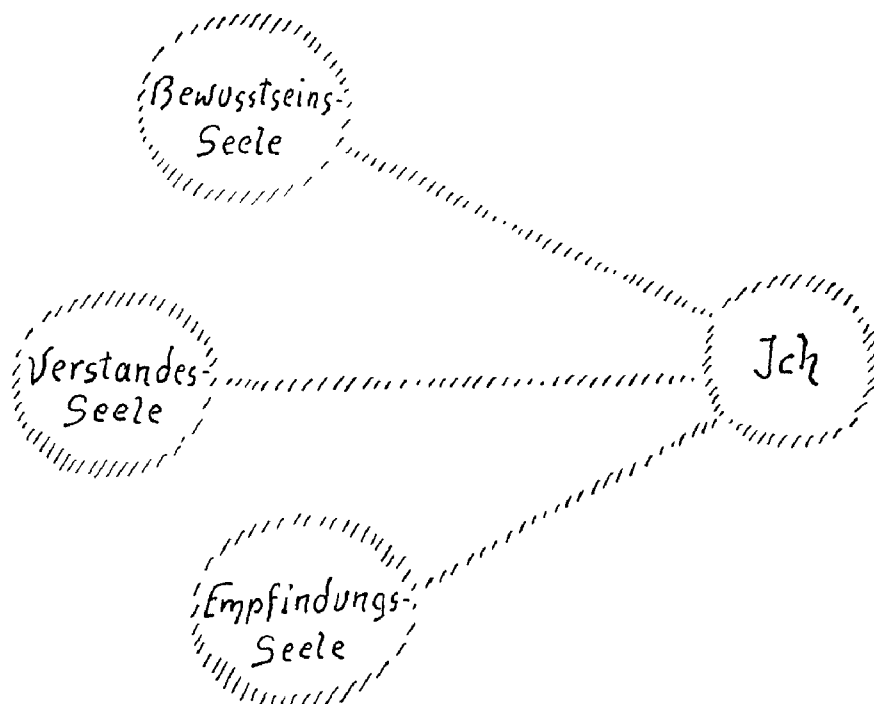 Bewusstseins-
Seele
Verstandes-
Seele
Ich
Empfindungs-
Seele